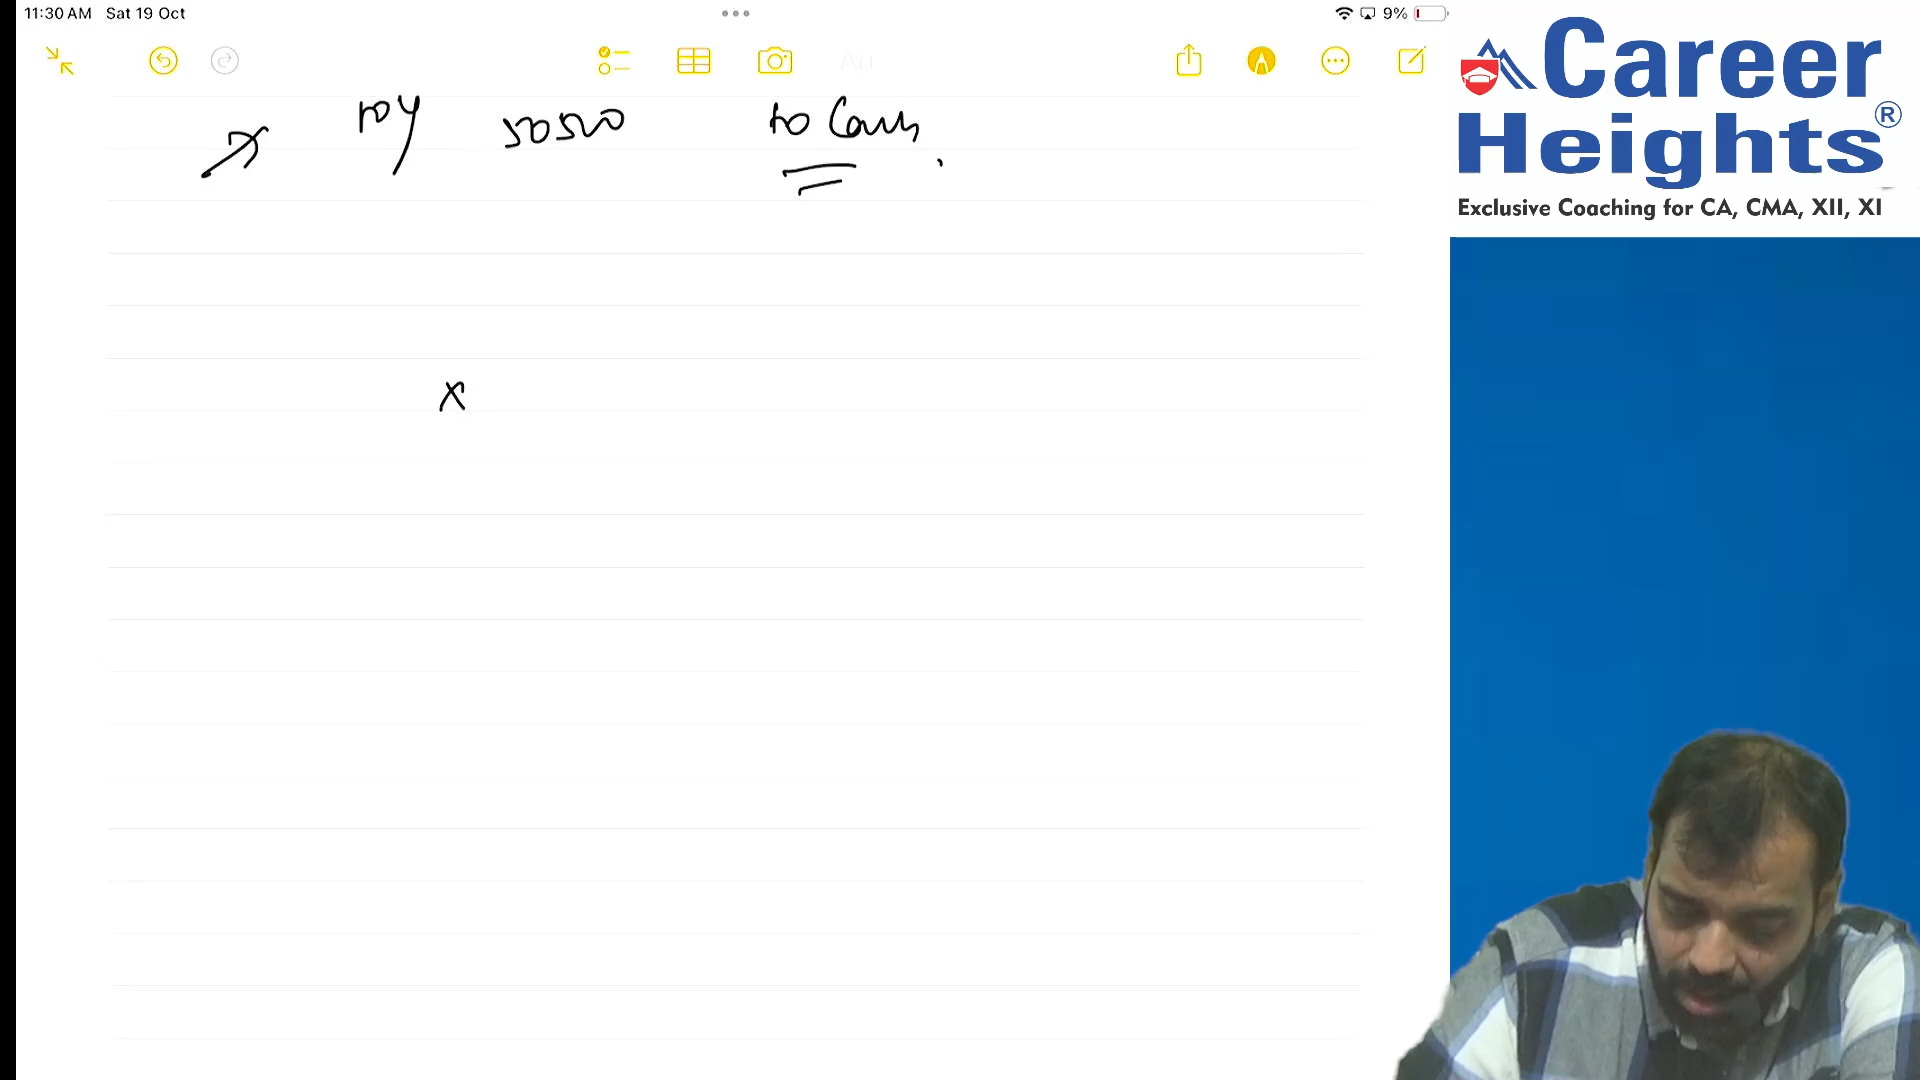 11:30 AM Sat 19 Oct
9%
Career
Heights®
Exclusive Coaching for CA, CMA, XII, XI
roy 50500 to Cash
x